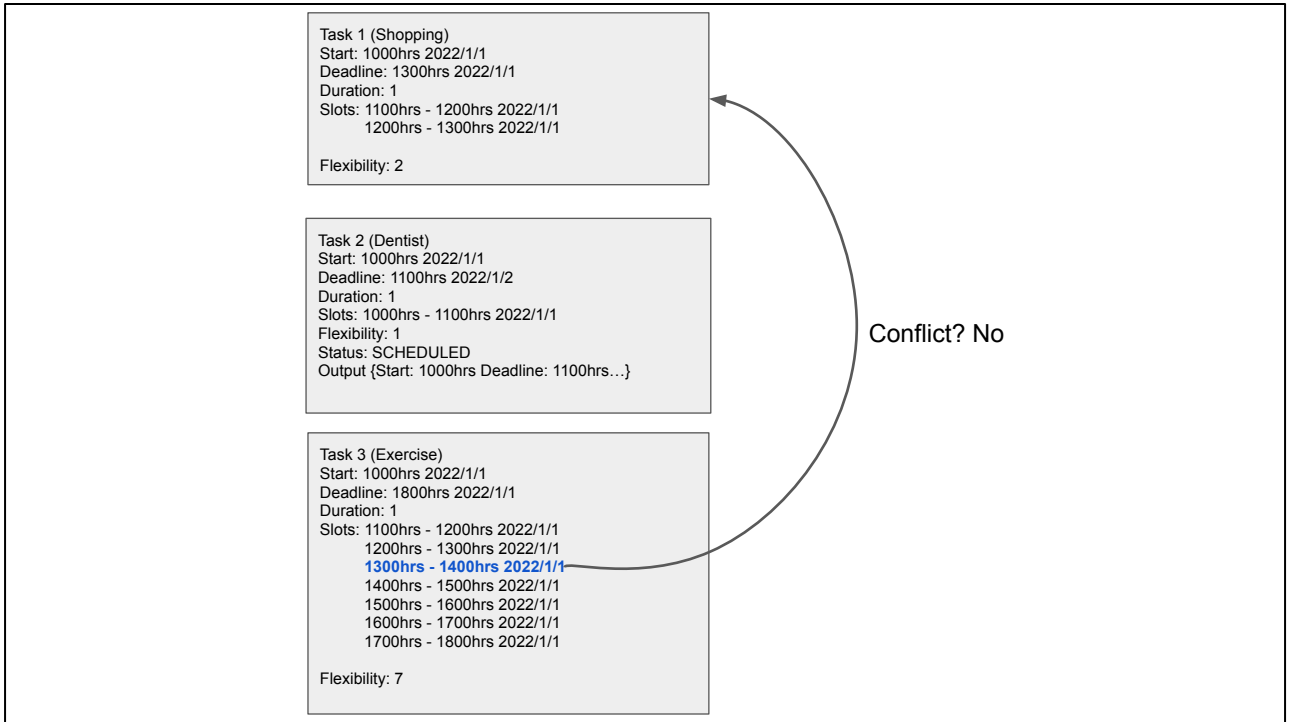 Task 1 (Shopping)
Start: 1000hrs 2022/1/1
Deadline: 1300hrs 2022/1/1
Duration: 1
Slots: 1100hrs - 1200hrs 2022/1/1
1200hrs - 1300hrs 2022/1/1
Flexibility: 2
Task 2 (Dentist)
Start: 1000hrs 2022/1/1
Deadline: 1100hrs 2022/1/2
Duration: 1
Slots: 1000hrs - 1100hrs 2022/1/1
Flexibility: 1
Status: SCHEDULED
Output {Start: 1000hrs Deadline: 1100hrs…}
Conflict? No
Task 3 (Exercise)
Start: 1000hrs 2022/1/1
Deadline: 1800hrs 2022/1/1
Duration: 1
Slots: 1100hrs - 1200hrs 2022/1/1
1200hrs - 1300hrs 2022/1/1
1300hrs - 1400hrs 2022/1/1
1400hrs - 1500hrs 2022/1/1
1500hrs - 1600hrs 2022/1/1
1600hrs - 1700hrs 2022/1/1
1700hrs - 1800hrs 2022/1/1
Flexibility: 7